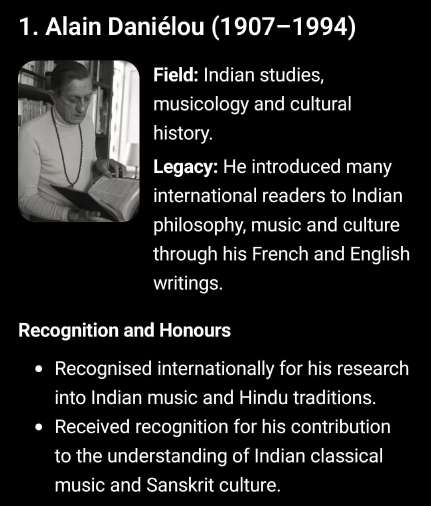 1. Alain Daniélou (1907–1994)
Field: Indian studies,
musicology and cultural
history.
Legacy: He introduced many
international readers to Indian
philosophy, music and culture
through his French and English
writings.
Recognition and Honours
• Recognised internationally for his research
into Indian music and Hindu traditions.
• Received recognition for his contribution
to the understanding of Indian classical
music and Sanskrit culture.